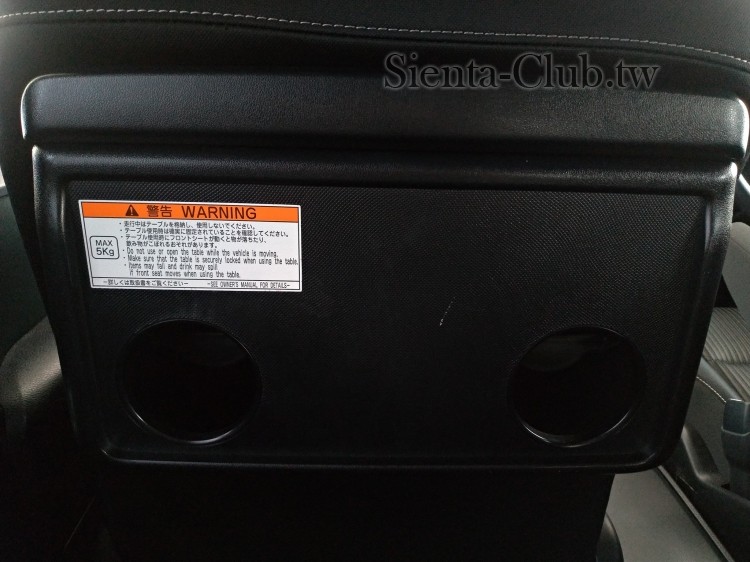 Sienta-Club.tw
警告 WARNING
MAX
5Kg
・走行中はテーブルを格納し、使用しないでください。
・テーブル使用時は確実に固定されていることを確認してください。
・テーブル使用時にフロントシートが動くと物が落ちたり、
飲み物がこぼれるおそれがあります。
・Do not use or open the table while the vehicle is moving.
・Make sure that the table is securely locked when using the table.
・Items may fall and drink may spill
if front seat moves when using the table.
−詳しくは取扱書をご覧ください−
−SEE OWNER'S MANUAL FOR DETAILS−